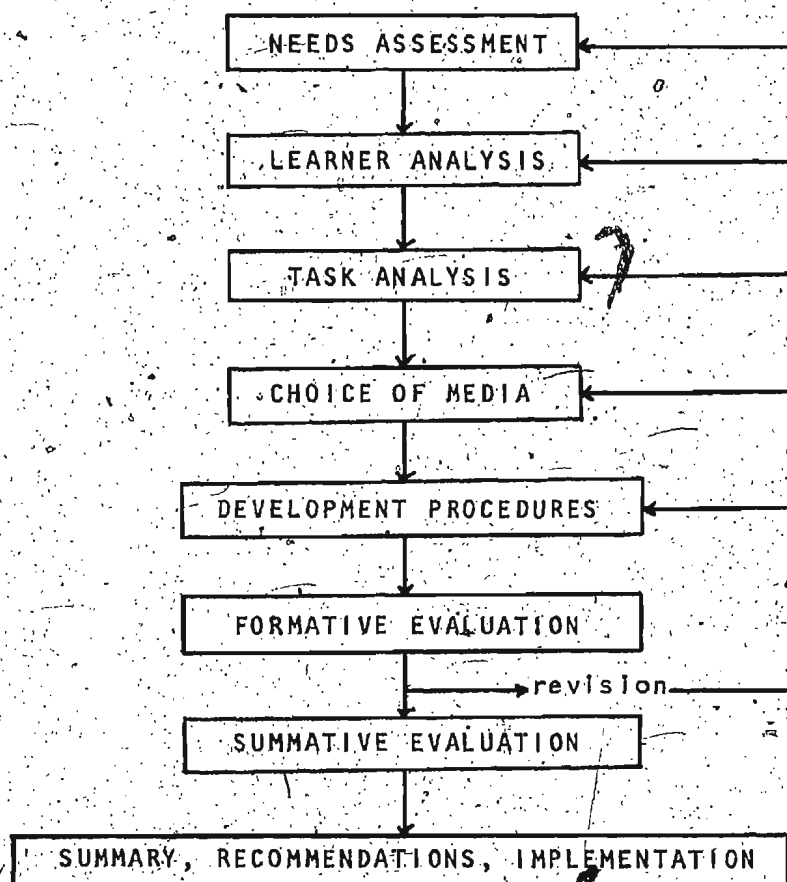 NEEDS ASSESSMENT
LEARNER ANALYSIS
TASK ANALYSIS
CHOICE OF MEDIA
DEVELOPMENT PROCEDURES
FORMATIVE EVALUATION
revision
SUMMATIVE EVALUATION
SUMMARY, RECOMMENDATIONS, IMPLEMENTATION